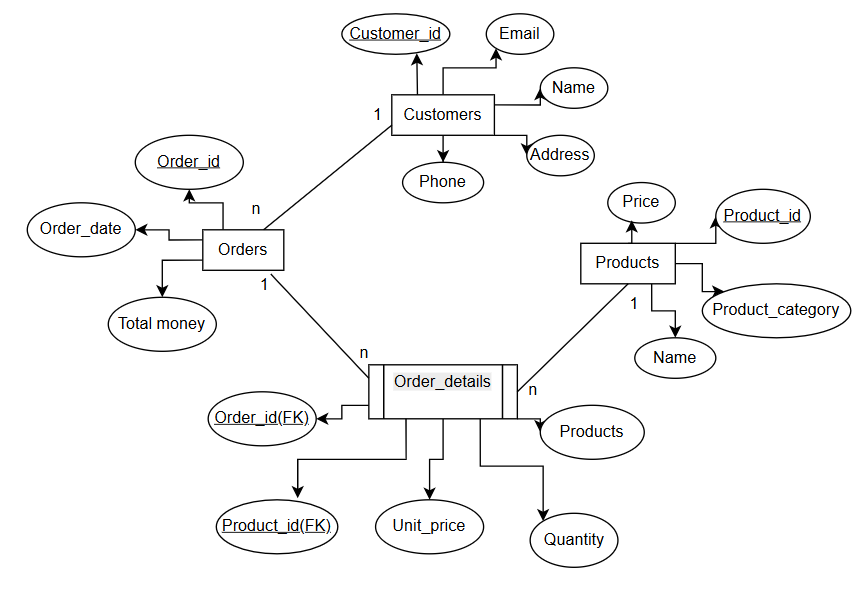 Customer_id
Email
Name
1
Customers
Address
Order_id
Phone
Price
n
Product_id
Order_date
Orders
Products
1
1
Product_category
Total money
n
Name
Order_details
n
Order_id(FK)
Products
Product_id(FK)
Unit_price
Quantity